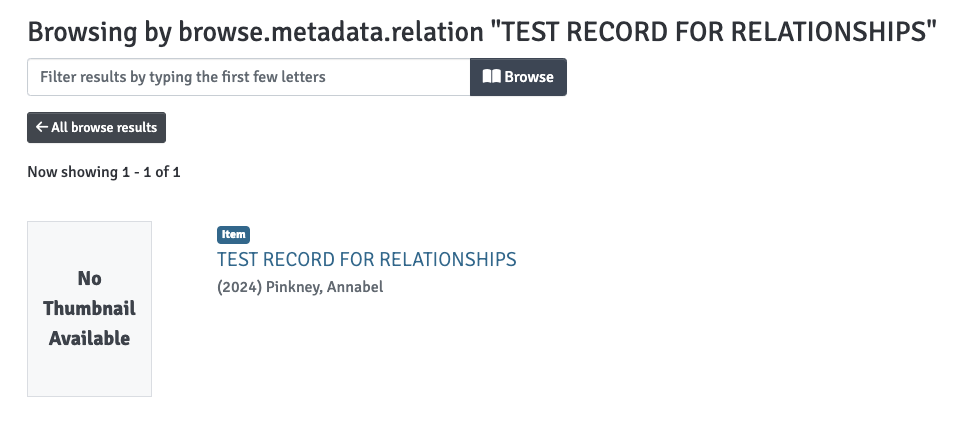 Browsing by browse.metadata.relation "TEST RECORD FOR RELATIONSHIPS"
Filter results by typing the first few letters
Browse
← All browse results
Now showing 1 - 1 of 1
No
Thumbnail
Available
Item
TEST RECORD FOR RELATIONSHIPS
(2024) Pinkney, Annabel